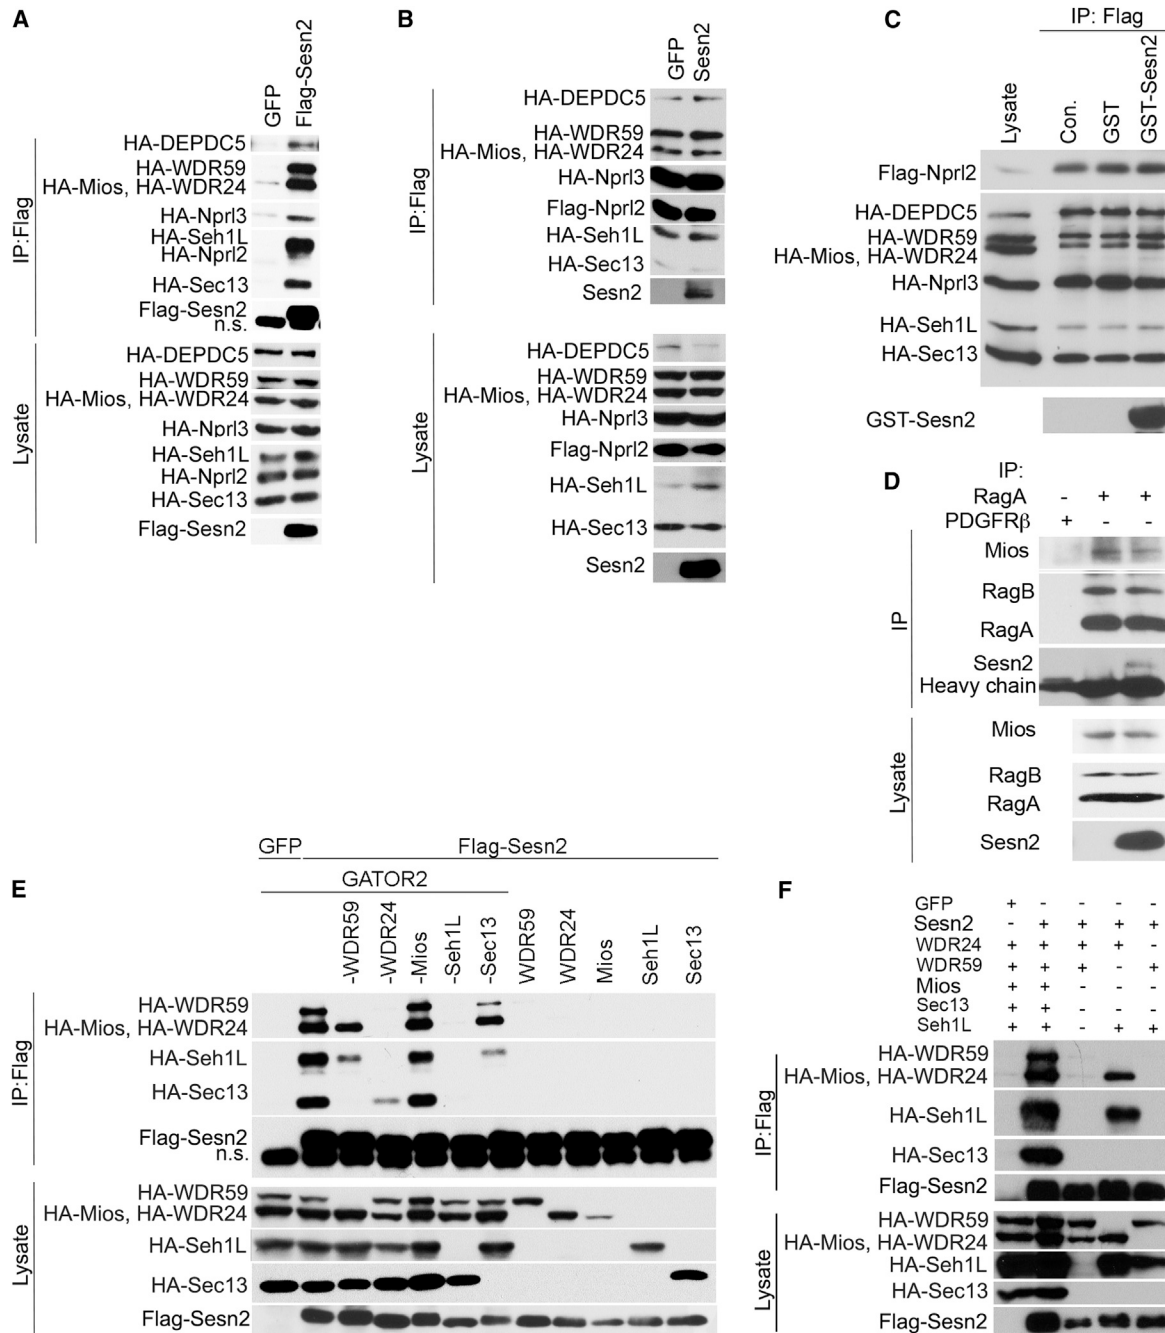 A
GFP
Flag-Sesn2
IP:Flag
HA-DEPDC5
HA-WDR59
HA-Mios, HA-WDR24
HA-Nprl3
HA-Seh1L
HA-Nprl2
HA-Sec13
Flag-Sesn2
n.s.
Lysate
HA-DEPDC5
HA-WDR59
HA-Mios, HA-WDR24
HA-Nprl3
HA-Seh1L
HA-Nprl2
HA-Sec13
Flag-Sesn2
B
GFP
Sesn2
IP:Flag
HA-DEPDC5
HA-WDR59
HA-Mios, HA-WDR24
HA-Nprl3
Flag-Nprl2
HA-Seh1L
HA-Sec13
Sesn2
Lysate
HA-DEPDC5
HA-WDR59
HA-Mios, HA-WDR24
HA-Nprl3
Flag-Nprl2
HA-Seh1L
HA-Sec13
Sesn2
C
IP: Flag
Lysate
Con.
GST
GST-Sesn2
Flag-Nprl2
HA-DEPDC5
HA-WDR59
HA-Mios, HA-WDR24
HA-Nprl3
HA-Seh1L
HA-Sec13
GST-Sesn2
D
IP:
RagA - + +
PDGFRβ + - -
IP
Mios
RagB
RagA
Sesn2
Heavy chain
Lysate
Mios
RagB
RagA
Sesn2
E
GFP Flag-Sesn2
GATOR2
-WDR59
-WDR24
-Mios
-Seh1L
-Sec13
WDR59
WDR24
Mios
Seh1L
Sec13
IP:Flag
HA-WDR59
HA-Mios, HA-WDR24
HA-Seh1L
HA-Sec13
Flag-Sesn2
n.s.
Lysate
HA-WDR59
HA-Mios, HA-WDR24
HA-Seh1L
HA-Sec13
Flag-Sesn2
F
GFP + - - - -
Sesn2 - + + + +
WDR24 + + + + -
WDR59 + + + - +
Mios + + - - -
Sec13 + + - - -
Seh1L + + - + +
IP:Flag
HA-WDR59
HA-Mios, HA-WDR24
HA-Seh1L
HA-Sec13
Flag-Sesn2
Lysate
HA-WDR59
HA-Mios, HA-WDR24
HA-Seh1L
HA-Sec13
Flag-Sesn2